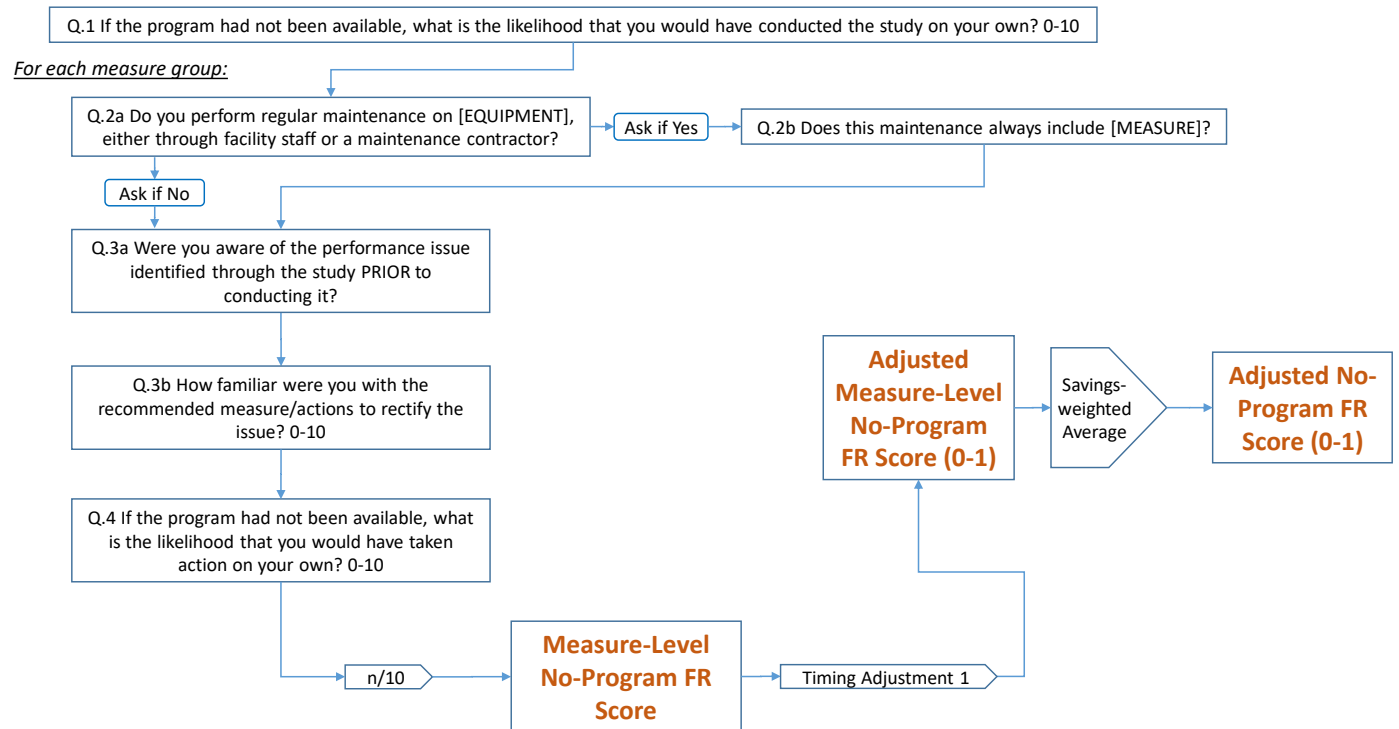 Q.1 If the program had not been available, what is the likelihood that you would have conducted the study on your own? 0-10
For each measure group:
Q.2a Do you perform regular maintenance on [EQUIPMENT],
either through facility staff or a maintenance contractor?
Ask if Yes
Q.2b Does this maintenance always include [MEASURE]?
Ask if No
Q.3a Were you aware of the performance issue
identified through the study PRIOR to
conducting it?
Q.3b How familiar were you with the
recommended measure/actions to rectify the
issue? 0-10
Q.4 If the program had not been available, what
is the likelihood that you would have taken
action on your own? 0-10
n/10
Measure-Level
No-Program FR
Score
Timing Adjustment 1
Adjusted
Measure-Level
No-Program
FR Score (0-1)
Savings-
weighted
Average
Adjusted No-
Program FR
Score (0-1)